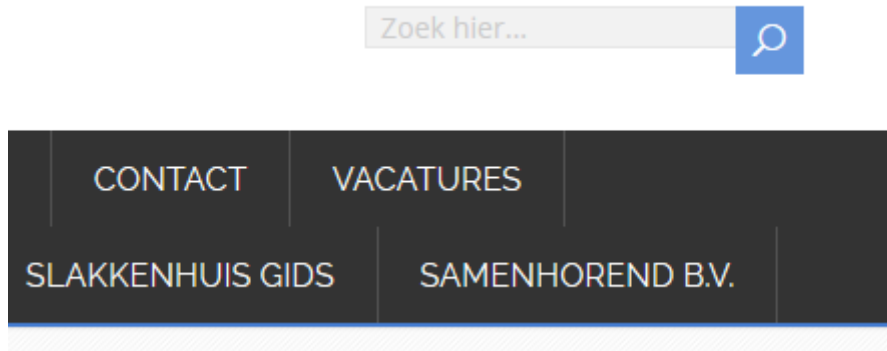 Zoek hier...
CONTACT VACATURES
SLAKKENHUIS GIDS SAMENHOREND B.V.